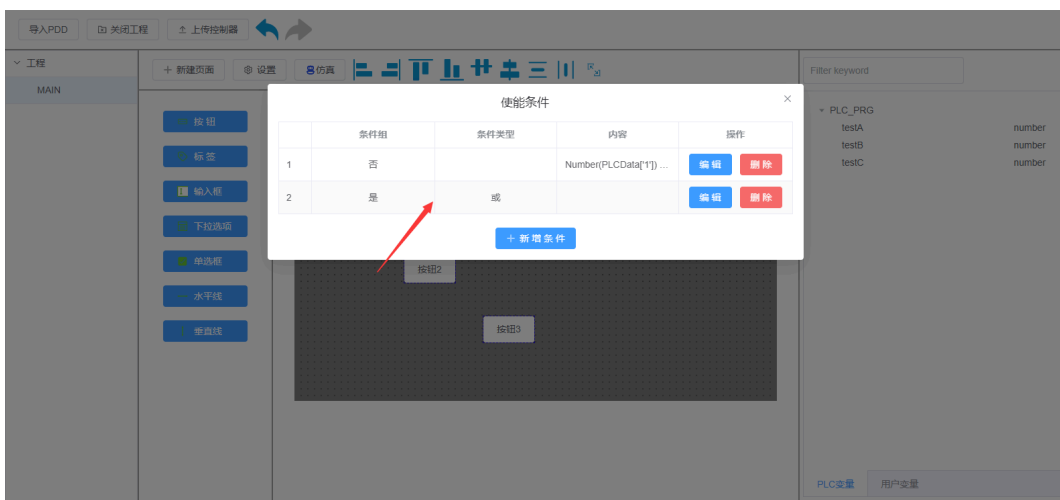 导入PDD 关闭工程 上传控制器
工程
MAIN
新建页面 设置 仿真
Filter keyword
按钮
标签
输入框
下拉选项
单选框
水平线
垂直线
使能条件
条件组 条件类型 内容 操作
1 否 Number(PLCData['1']) ... 编辑 删除
2 是 或 编辑 删除
新增条件
按钮2
按钮3
PLC_PRG
testA number
testB number
testC number
PLC变量 用户变量